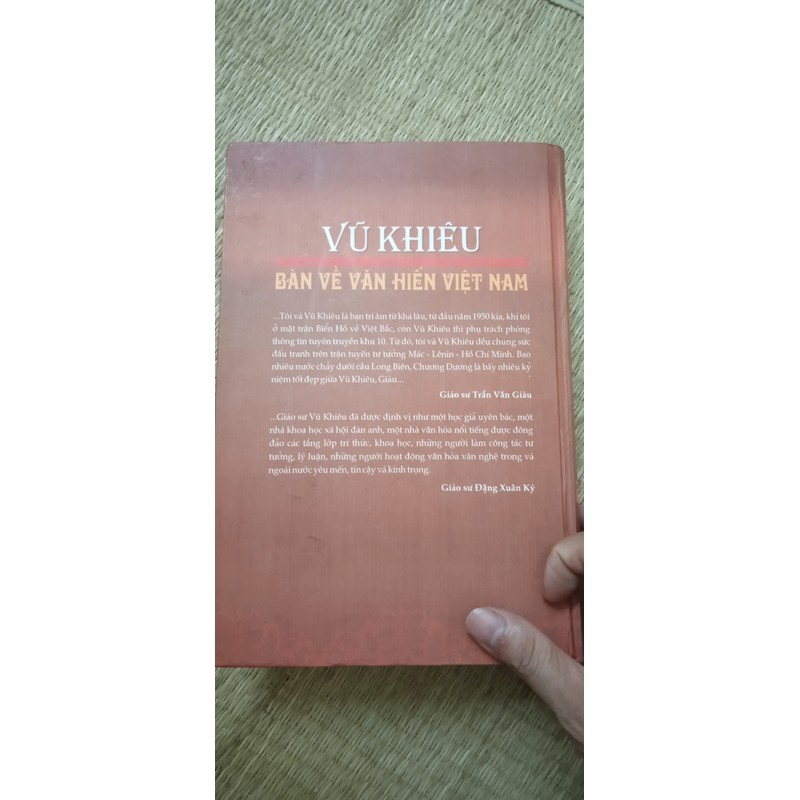 VŨ KHIÊU
BÀN VỀ VĂN HIẾN VIỆT NAM
...Tôi và Vũ Khiêu là bạn tri âm từ khá lâu, từ đầu năm 1950 kia, khi tôi
ở mặt trận Biển Hồ về Việt Bắc, còn Vũ Khiêu thì phụ trách phòng
thông tin tuyên truyền khu 10. Từ đó, tôi và Vũ Khiêu đều chung sức
đấu tranh trên trận tuyến tư tưởng Mác - Lênin - Hồ Chí Minh. Bao
nhiêu nước chảy dưới cầu Long Biên, Chương Dương là bấy nhiêu kỷ
niệm tốt đẹp giữa Vũ Khiêu, Giàu...
Giáo sư Trần Văn Giàu
...Giáo sư Vũ Khiêu đã được định vị như một học giả uyên bác, một
nhà khoa học xã hội đàn anh, một nhà văn hóa nổi tiếng được đông
đảo các tầng lớp trí thức, khoa học, những người làm công tác tư
tưởng, lý luận, những người hoạt động văn hóa văn nghệ trong và
ngoài nước yêu mến, tin cậy và kính trọng.
Giáo sư Đặng Xuân Kỳ